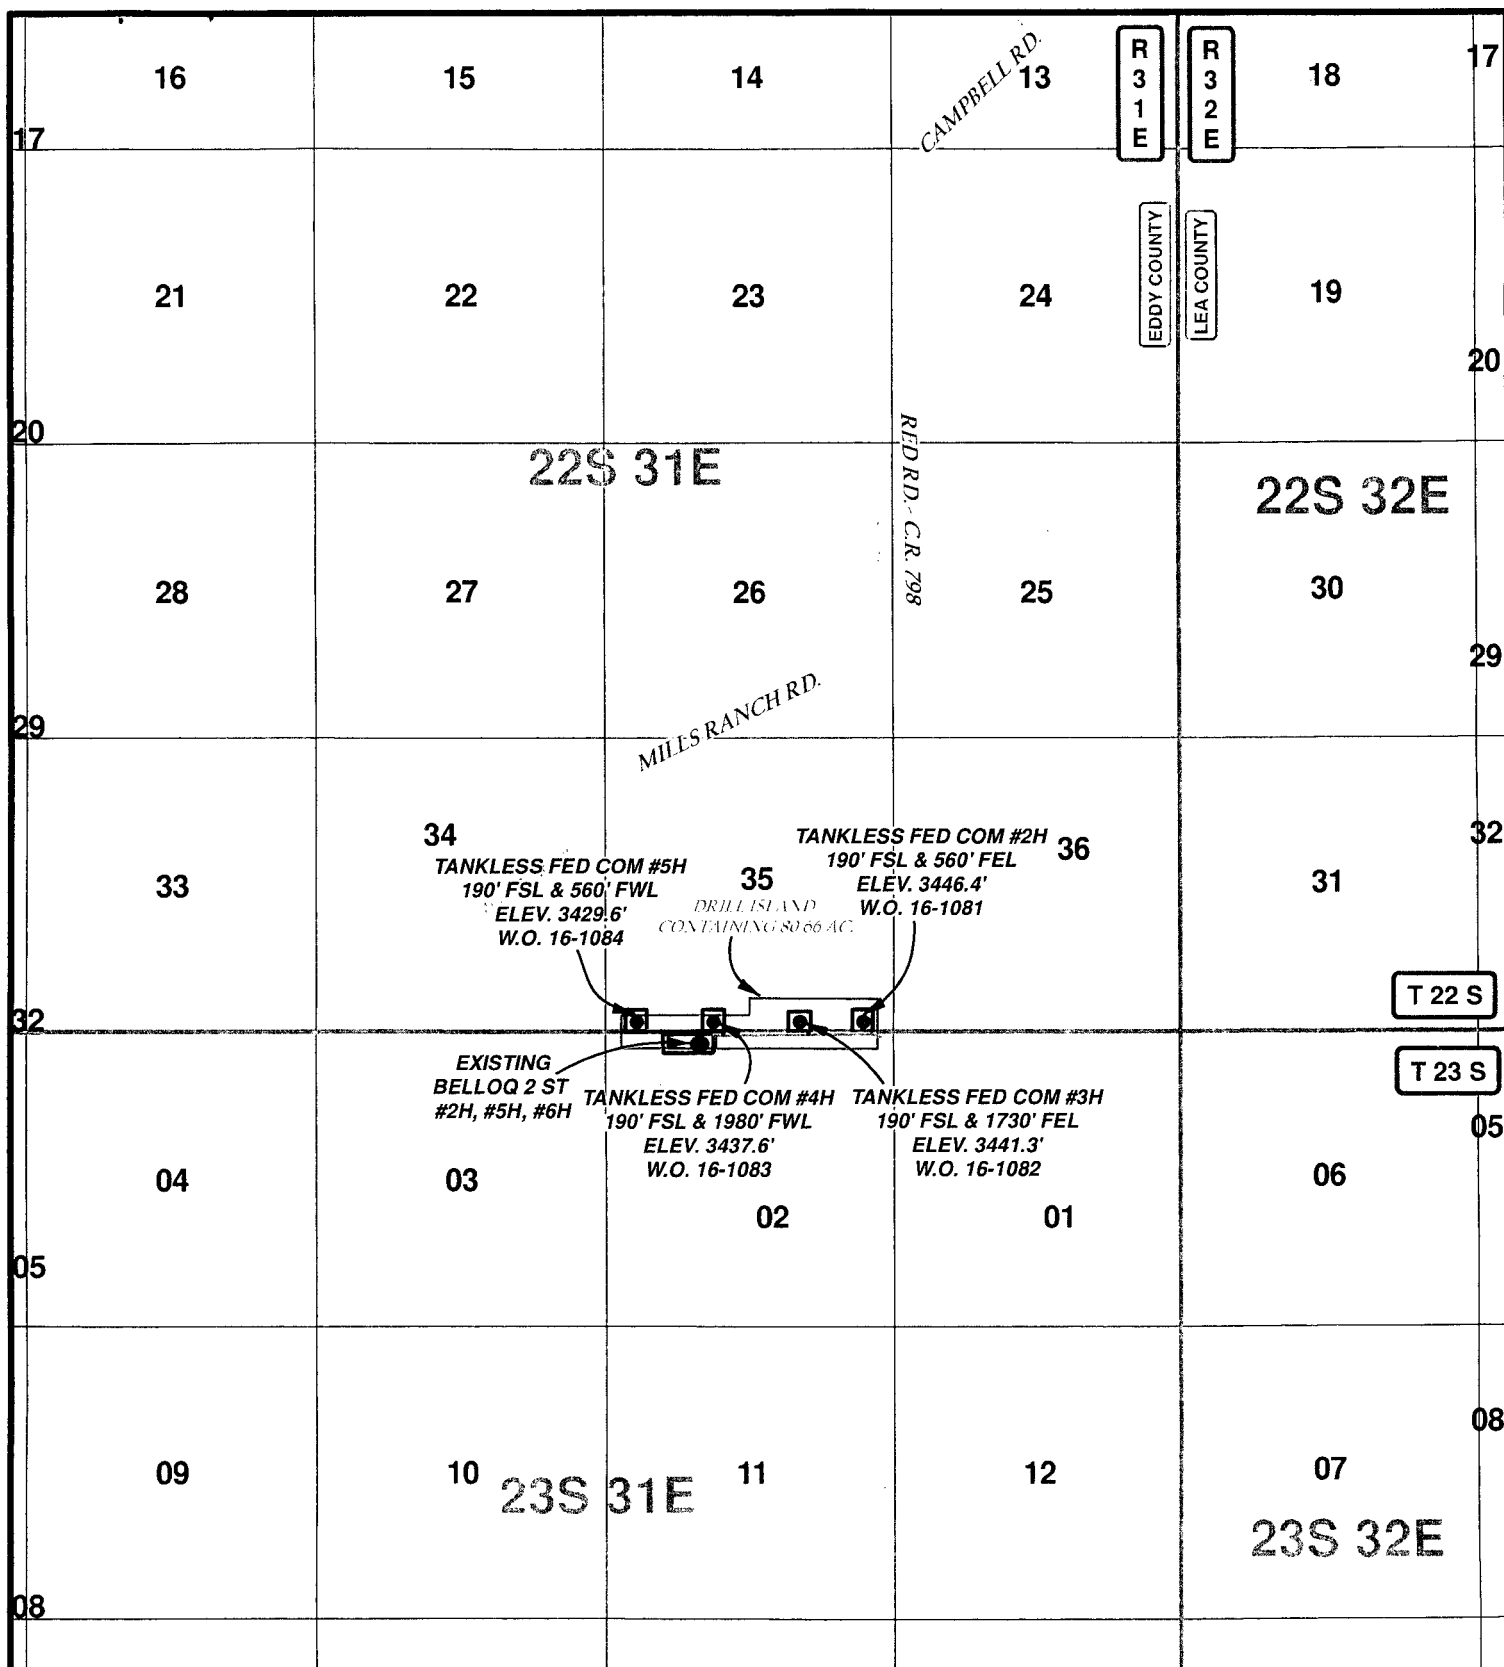 16
15
14
CAMPBELL RD.
13
R
3
1
E
R
3
2
E
18
17
17
21
22
23
24
EDDY COUNTY
LEA COUNTY
19
20
20
22S 31E
RED RD. - C.R. 798
22S 32E
28
27
26
25
30
29
29
MILLS RANCH RD.
34
TANKLESS FED COM #5H
190' FSL & 560' FWL
ELEV. 3429.6'
W.O. 16-1084
33
35
DRILL ISLAND
CONTAINING 80.66 AC.
TANKLESS FED COM #2H
190' FSL & 560' FEL
ELEV. 3446.4'
W.O. 16-1081
36
31
32
32
T 22 S
T 23 S
EXISTING
BELLOQ 2 ST
#2H, #5H, #6H
TANKLESS FED COM #4H
190' FSL & 1980' FWL
ELEV. 3437.6'
W.O. 16-1083
TANKLESS FED COM #3H
190' FSL & 1730' FEL
ELEV. 3441.3'
W.O. 16-1082
05
04
03
02
01
06
05
08
09
10
23S 31E
11
12
07
23S 32E
08